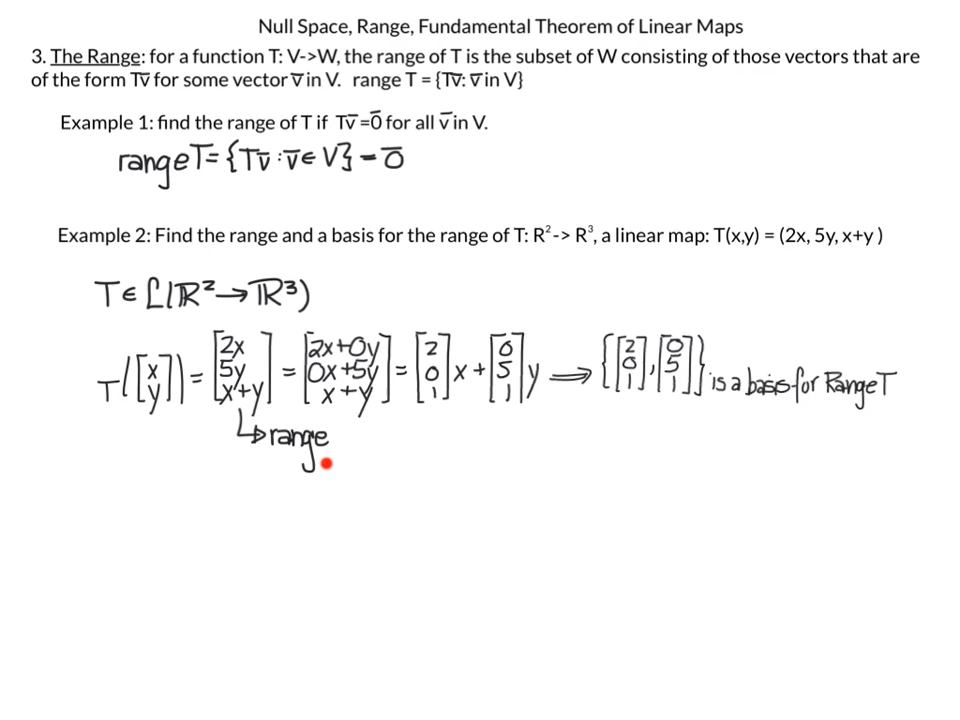 Null Space, Range, Fundamental Theorem of Linear Maps
3. The Range: for a function T: V->W, the range of T is the subset of W consisting of those vectors that are
of the form Tv̄ for some vector v̄ in V. range T = {Tv̄: v̄ in V}
Example 1: find the range of T if Tv̄ =0̄ for all v̄ in V.
rangeT= {Tv̄ : v̄ ∈ V} = 0̄
Example 2: Find the range and a basis for the range of T: R²-> R³, a linear map: T(x,y) = (2x, 5y, x+y )
T∈ L(ℝ² → ℝ³)
T([x y]) = [2x 5y x+y] = [2x+0y 0x+5y x+y] = [2 0 1] x + [0 5 1] y ⟹ {[2 0 1], [0 5 1]} is a basis for Range T
↳ range